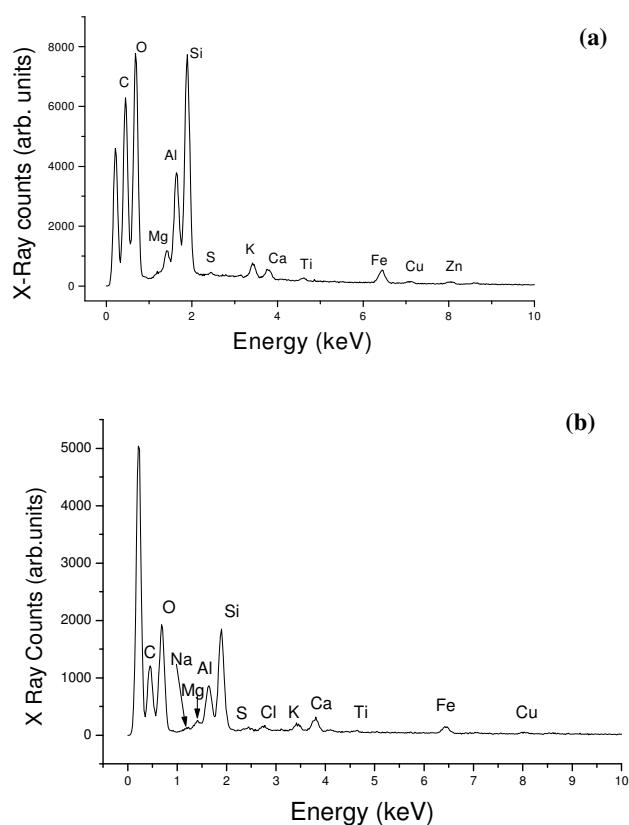 (a)
X-Ray counts (arb. units)
8000
6000
4000
2000
0
C
O
Si
Al
Mg
S
K
Ca
Ti
Fe
Cu
Zn
0 2 4 6 8 10
Energy (keV)
(b)
X Ray Counts (arb.units)
5000
4000
3000
2000
1000
0
C
O
Na
Mg
Al
Si
S
Cl
K
Ca
Ti
Fe
Cu
0 1 2 3 4 5 6 7 8 9 10
Energy (keV)